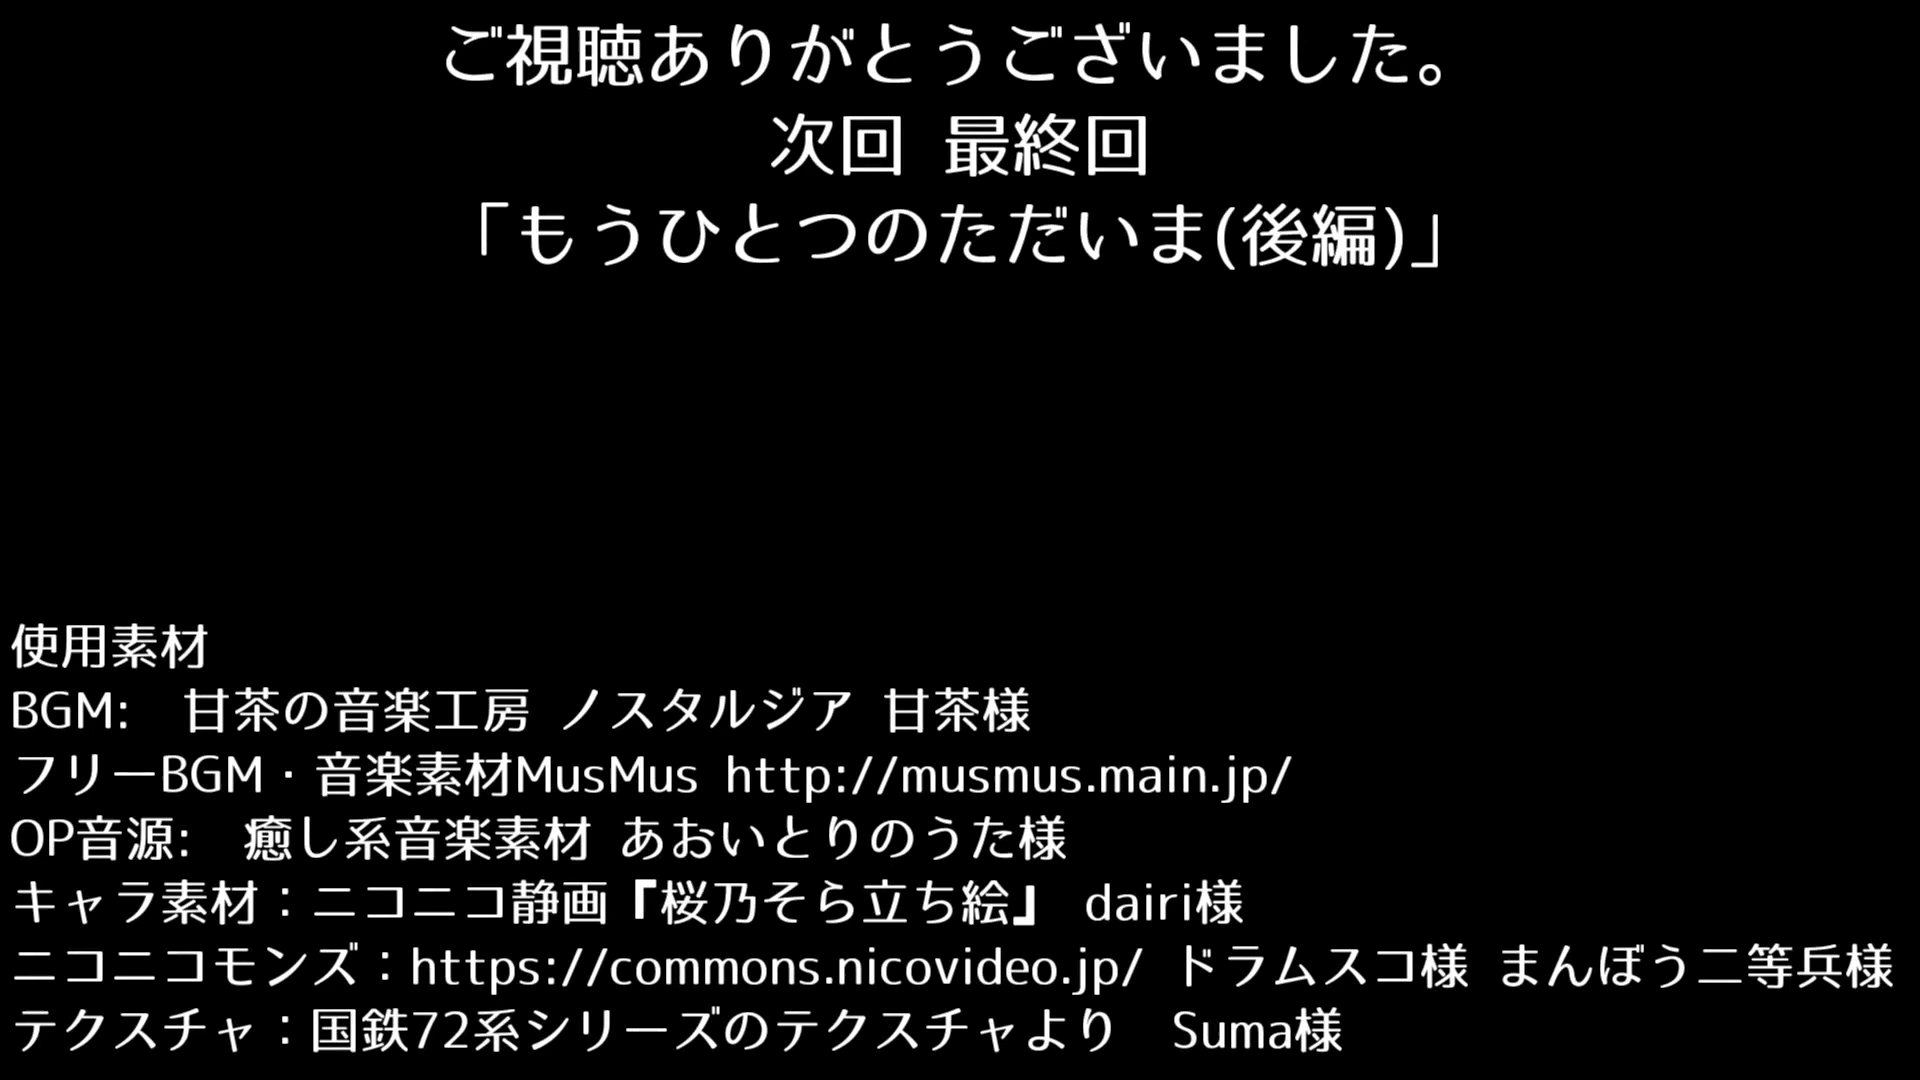 ご視聴ありがとうございました。
次回 最終回
「もうひとつのただいま(後編)」
使用素材
BGM:　甘茶の音楽工房 ノスタルジア 甘茶様
フリーBGM・音楽素材MusMus http://musmus.main.jp/
OP音源:　癒し系音楽素材 あおいとりのうた様
キャラ素材：ニコニコ静画『桜乃そら立ち絵』 dairi様
ニコニコモンズ：https://commons.nicovideo.jp/ ドラムスコ様 まんぼう二等兵様
テクスチャ：国鉄72系シリーズのテクスチャより　Suma様